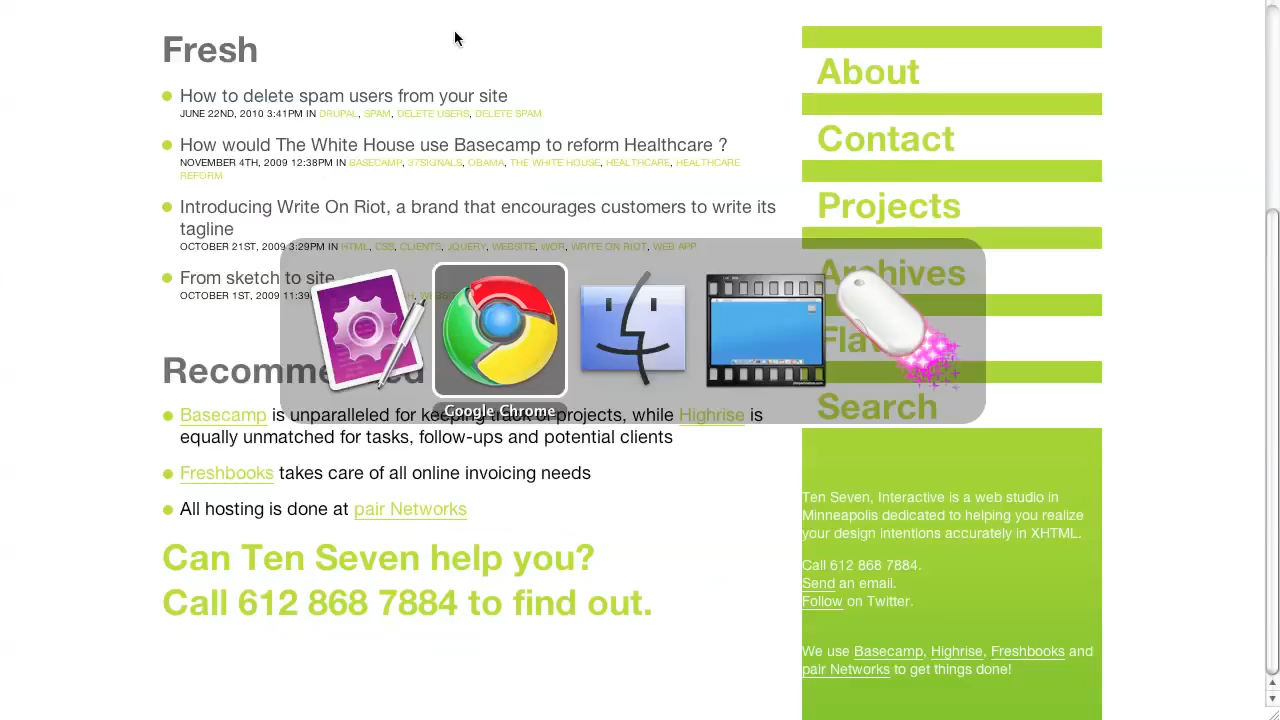 Fresh
How to delete spam users from your site
JUNE 22ND, 2010 3:41PM IN DRUPAL, SPAM, DELETE USERS, DELETE SPAM
How would The White House use Basecamp to reform Healthcare ?
NOVEMBER 4TH, 2009 12:38PM IN BASECAMP, 37SIGNALS, OBAMA, THE WHITE HOUSE, HEALTHCARE, HEALTHCARE
REFORM
Introducing Write On Riot, a brand that encourages customers to write its
tagline
OCTOBER 21ST, 2009 3:29PM IN HTML, CSS, CLIENTS, JQUERY, WEBSITE, WOR, WRITE ON RIOT, WEB APP
From sketch to site
OCTOBER 1ST, 2009 11:39
Recommended
Basecamp is unparalleled for keeping track of projects, while Highrise is
equally unmatched for tasks, follow-ups and potential clients
Google Chrome
Freshbooks takes care of all online invoicing needs
All hosting is done at pair Networks
Can Ten Seven help you?
Call 612 868 7884 to find out.
About
Contact
Projects
Archives
Search
Ten Seven, Interactive is a web studio in
Minneapolis dedicated to helping you realize
your design intentions accurately in XHTML.
Call 612 868 7884.
Send an email.
Follow on Twitter.
We use Basecamp, Highrise, Freshbooks and
pair Networks to get things done!